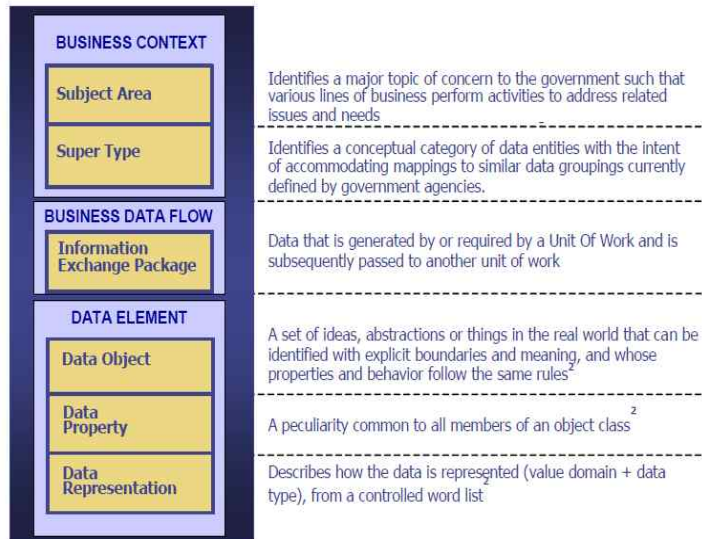 BUSINESS CONTEXT
Subject Area
Identifies a major topic of concern to the government such that
various lines of business perform activities to address related
issues and needs
Super Type
Identifies a conceptual category of data entities with the intent
of accommodating mappings to similar data groupings currently
defined by government agencies.
BUSINESS DATA FLOW
Information
Exchange Package
Data that is generated by or required by a Unit Of Work and is
subsequently passed to another unit of work
DATA ELEMENT
Data Object
A set of ideas, abstractions or things in the real world that can be
identified with explicit boundaries and meaning, and whose
properties and behavior follow the same rules2
Data
Property
A peculiarity common to all members of an object class2
Data
Representation
Describes how the data is represented (value domain + data
type), from a controlled word list2